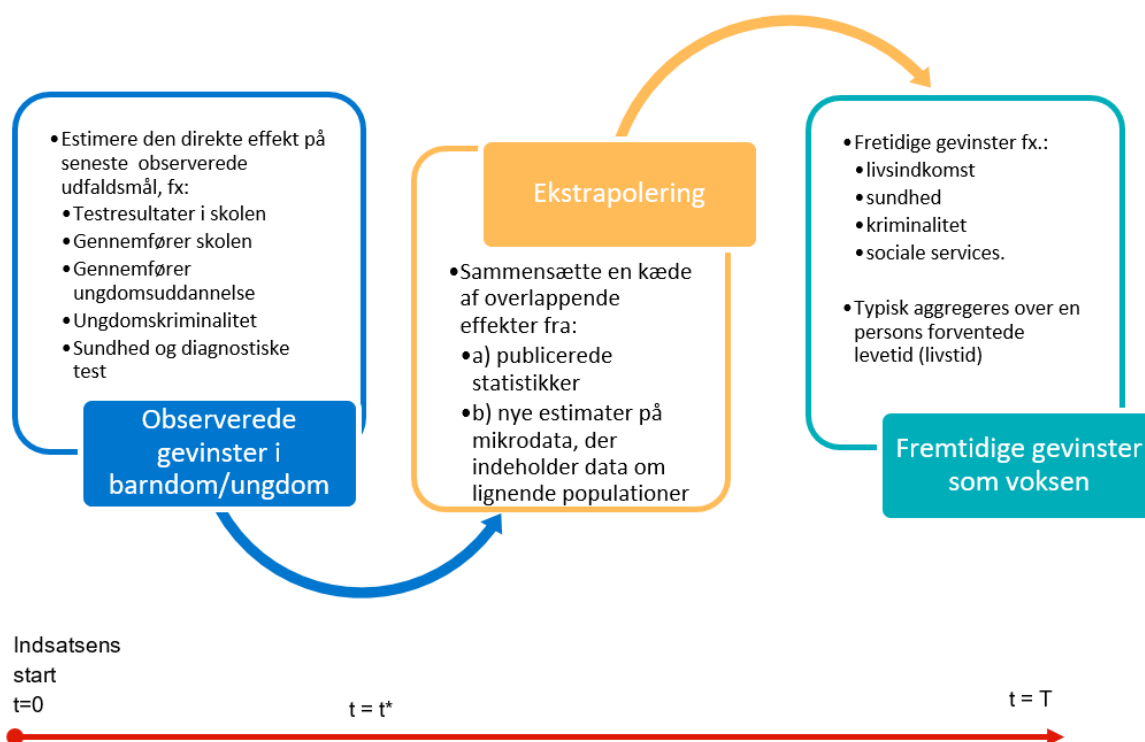 •Estimere den direkte effekt på
seneste observerede
udfaldsmål, fx:
•Testresultater i skolen
•Gennemfører skolen
•Gennemfører
ungdomsuddannelse
•Ungdomskriminalitet
•Sundhed og diagnostiske
test
Observerede
gevinster i
barndom/ungdom
Ekstrapolering
•Sammensætte en kæde
af overlappende
effekter fra:
•a) publicerede
statistikker
•b) nye estimater på
mikrodata, der
indeholder data om
lignende populationer
•Fretidige gevinster fx.:
•livsindkomst
•sundhed
•kriminalitet
•sociale services.
•Typisk aggregeres over en
persons forventede
levetid (livstid)
Fremtidige gevinster
som voksen
Indsatsens
start
t=0
t = t*
t = T